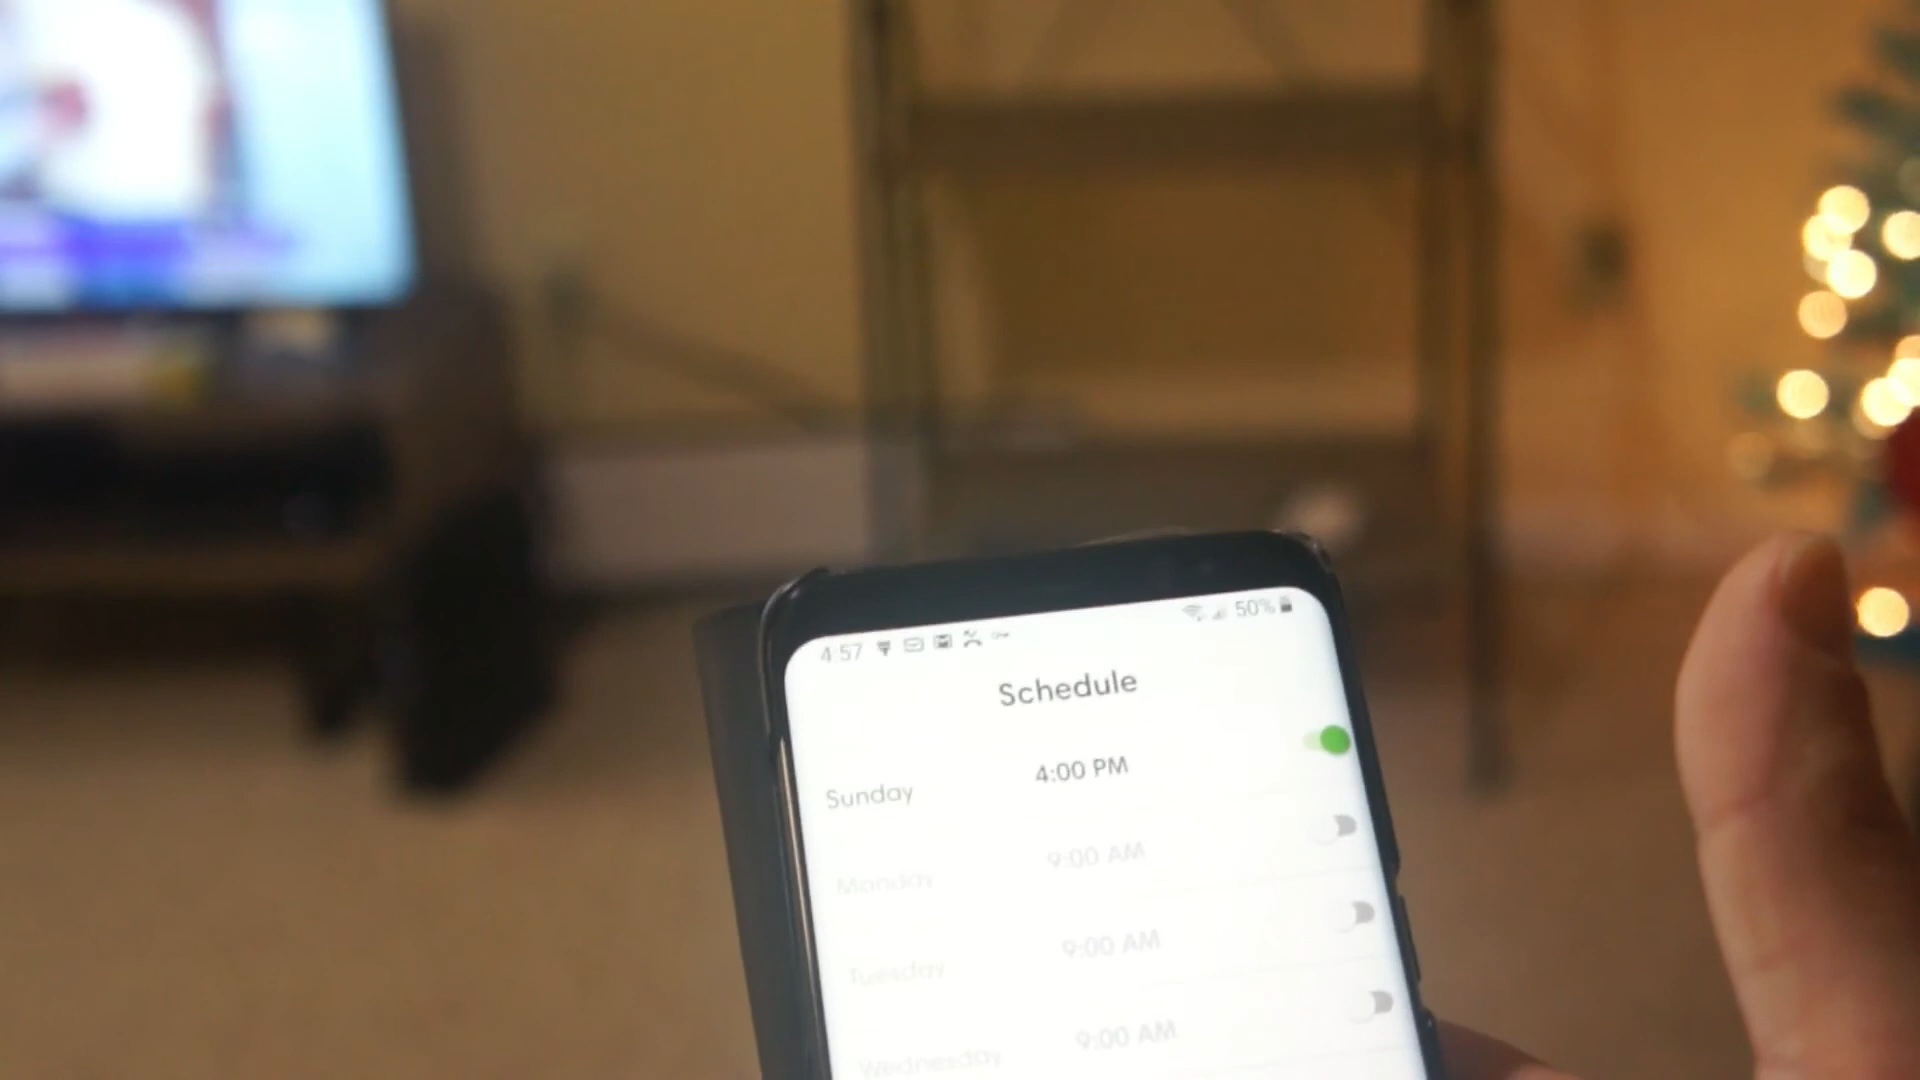 4:57 50%
Schedule
Sunday 4:00 PM
Monday 9:00 AM
Tuesday 9:00 AM
Wednesday 9:00 AM